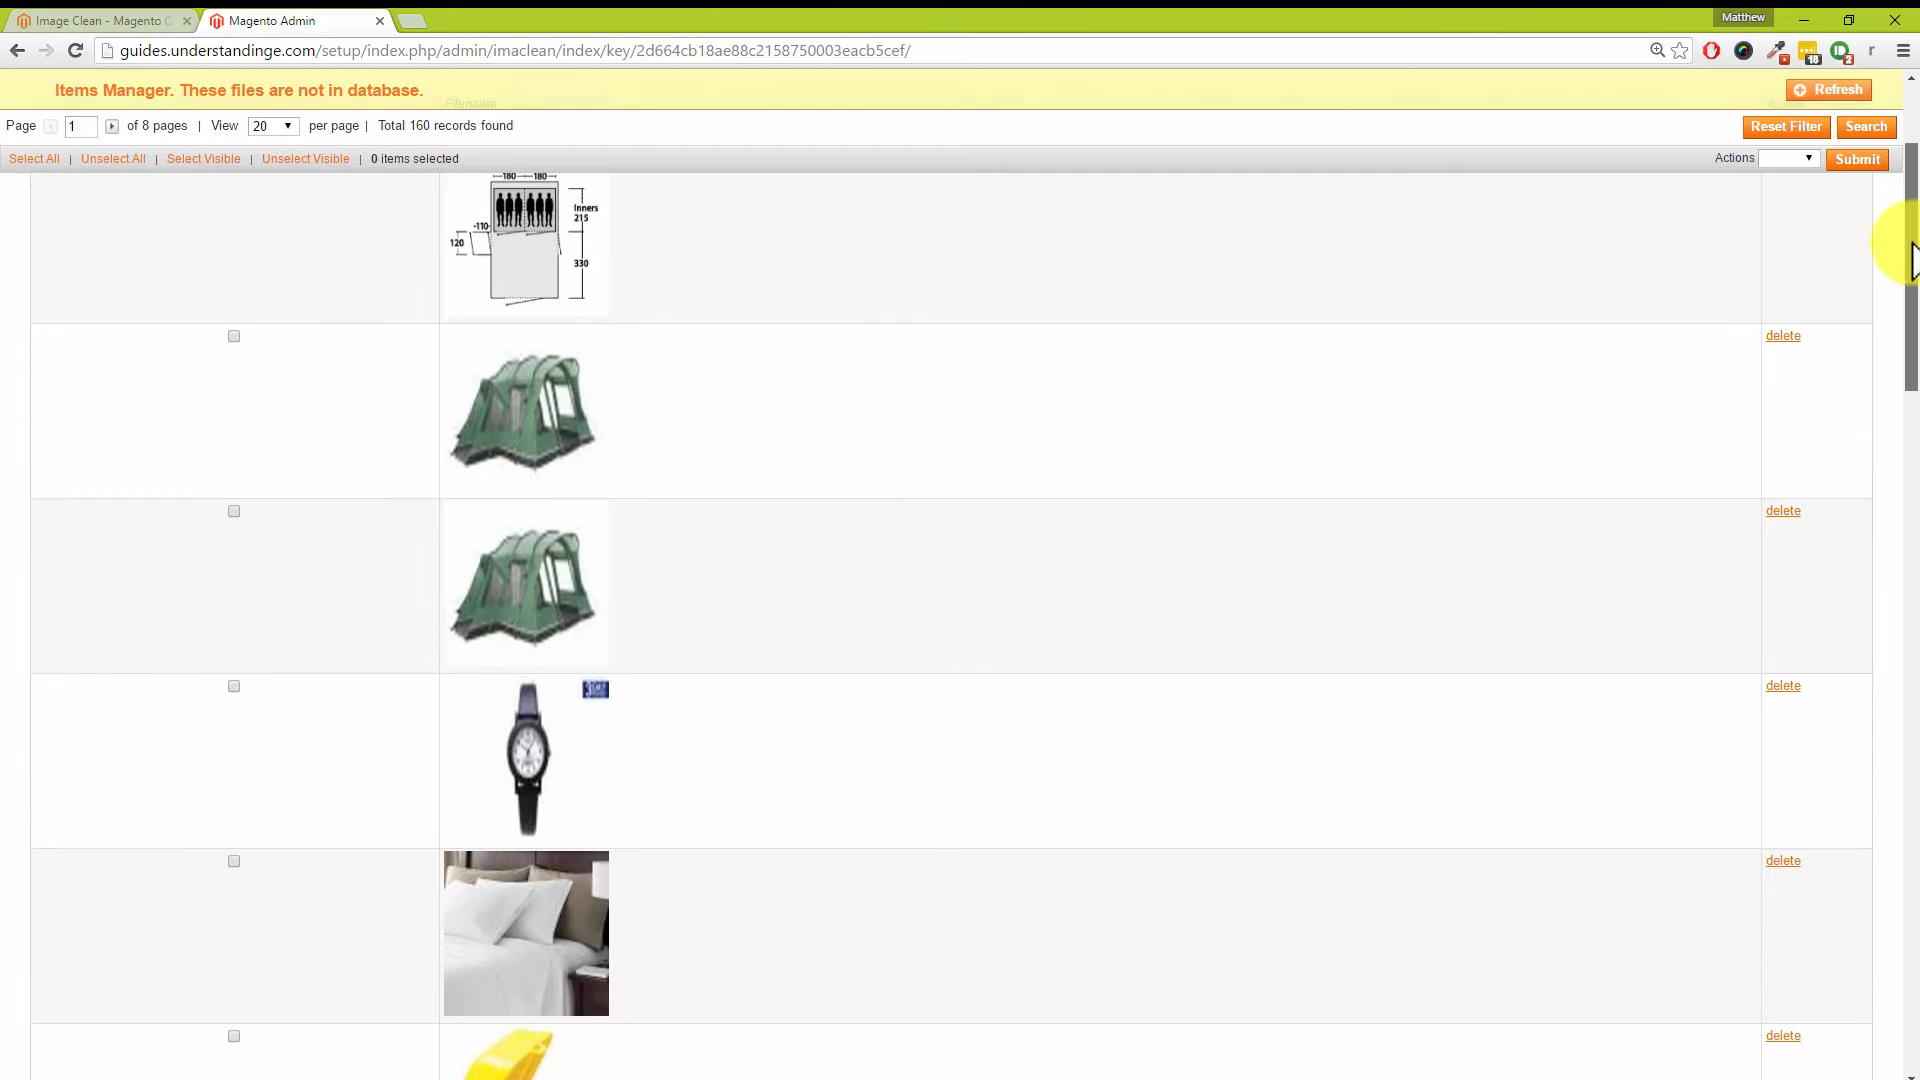 Image Clean - Magento C
Magento Admin
Matthew
guides.understandinge.com/setup/index.php/admin/imaclean/index/key/2d664cb18ae88c2158750003eacb5cef/
18
2
Items Manager. These files are not in database.
Refresh
Filename
Page 1 of 8 pages | View 20 per page | Total 160 records found
Reset Filter
Search
Select All | Unselect All | Select Visible | Unselect Visible | 0 items selected
Actions
Submit
180 180
Inners
215
110
120
330
delete
delete
delete
delete
delete